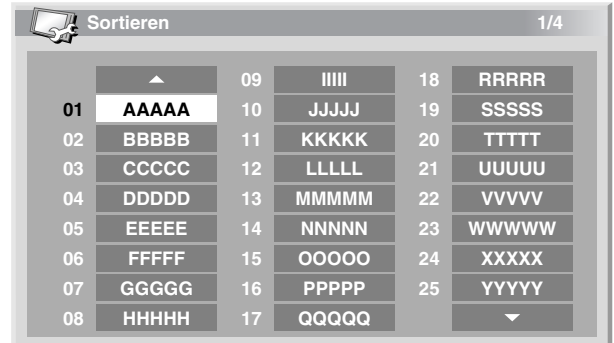 Sortieren 1/4
09 IIIII 18 RRRRR
01 AAAAA 10 JJJJJ 19 SSSSS
02 BBBBB 11 KKKKK 20 TTTTT
03 CCCCC 12 LLLLL 21 UUUUU
04 DDDDD 13 MMMMM 22 VVVVV
05 EEEEE 14 NNNNN 23 WWWWW
06 FFFFF 15 OOOOO 24 XXXXX
07 GGGGG 16 PPPPP 25 YYYYY
08 HHHHH 17 QQQQQ